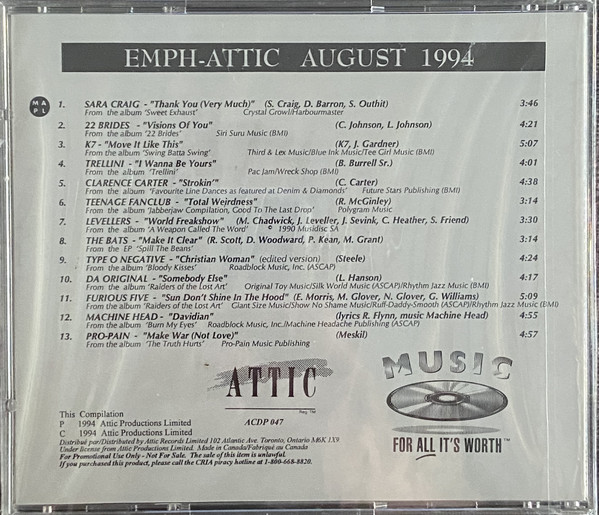 EMPH-ATTIC AUGUST 1994
MAPL
1. SARA CRAIG - "Thank You (Very Much)" (S. Craig, D. Barron, S. Outhit) 3:46
From the album 'Sweet Exhaust' Crystal Growl/Harbourmaster
2. 22 BRIDES - "Visions Of You" (C. Johnson, L. Johnson) 4:21
From the album '22 Brides' Siri Suru Music (BMI)
3. K7 - "Move It Like This" (K7, J. Gardner) 5:07
From the album 'Swing Batta Swing' Third & Lex Music/Blue Ink Music/Tee Girl Music (BMI)
4. TRELLINI - "I Wanna Be Yours" (B. Burrell Sr.) 4:01
From the album 'Trellini' Pac Jam/Wreck Shop (BMI)
5. CLARENCE CARTER - "Strokin'" (C. Carter) 4:38
From the album 'Favourite Line Dances as featured at Denim & Diamonds' Future Stars Publishing (BMI)
6. TEENAGE FANCLUB - "Total Weirdness" (R. McGinley) 3:14
From the album 'Jabberjaw Compilation, Good To The Last Drop' Polygram Music
7. LEVELLERS - "World Freakshow" (M. Chadwick, J. Leveller, J. Sevink, C. Heather, S. Friend) 3:30
From the album 'A Weapon Called The Word' © 1990 Musidisc SA
8. THE BATS - "Make It Clear" (R. Scott, D. Woodward, P. Kean, M. Grant) 3:14
From the EP 'Spill The Beans'
9. TYPE O NEGATIVE - "Christian Woman" (edited version) (Steele) 4:24
From the album 'Bloody Kisses' Roadblock Music, Inc. (ASCAP)
10. DA ORIGINAL - "Somebody Else" (L. Hanson) 4:17
From the album 'Raiders of the Lost Art' Original Toy Music/Silk World Music (ASCAP)/Rhythm Jazz Music (BMI)
11. FURIOUS FIVE - "Sun Don't Shine In The Hood" (E. Morris, M. Glover, N. Glover, G. Williams) 5:09
From the album 'Raiders of the Lost Art' Giant Size Music/Show No Shame Music/Ruff-Daddy-Smooth (ASCAP)/Rhythm Jazz Music (BMI)
12. MACHINE HEAD - "Davidian" (lyrics R. Flynn, music Machine Head) 4:55
From the album 'Burn My Eyes' Roadblock Music, Inc./Machine Headache Publishing (ASCAP)
13. PRO-PAIN - "Make War (Not Love)" (Meskil) 4:57
From the album 'The Truth Hurts' Pro-Pain Music Publishing
ATTIC
Reg. TM
MUSIC
FOR ALL IT'S WORTH™
This Compilation
P 1994 Attic Productions Limited ACDP 047
C 1994 Attic Productions Limited
Distribué par/Distributed by Attic Records Limited 102 Atlantic Ave. Toronto, Ontario M6K 1X9
Under license from Attic Productions Limited. Made in Canada/Fabriqué au Canada
For Promotional Use Only - Not For Sale. The sale of this item is unlawful.
If you purchased this product, please call the CRIA piracy hotline at 1-800-668-8820.